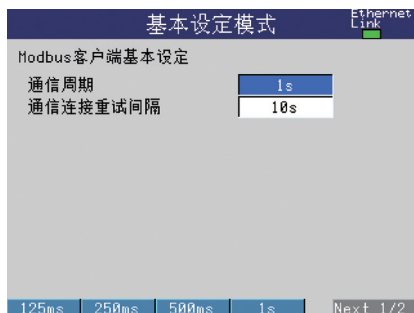 基本设定模式
Ethernet
Link
Modbus客户端基本设定
通信周期 1s
通信连接重试间隔 10s
125ms 250ms 500ms 1s Next 1/2